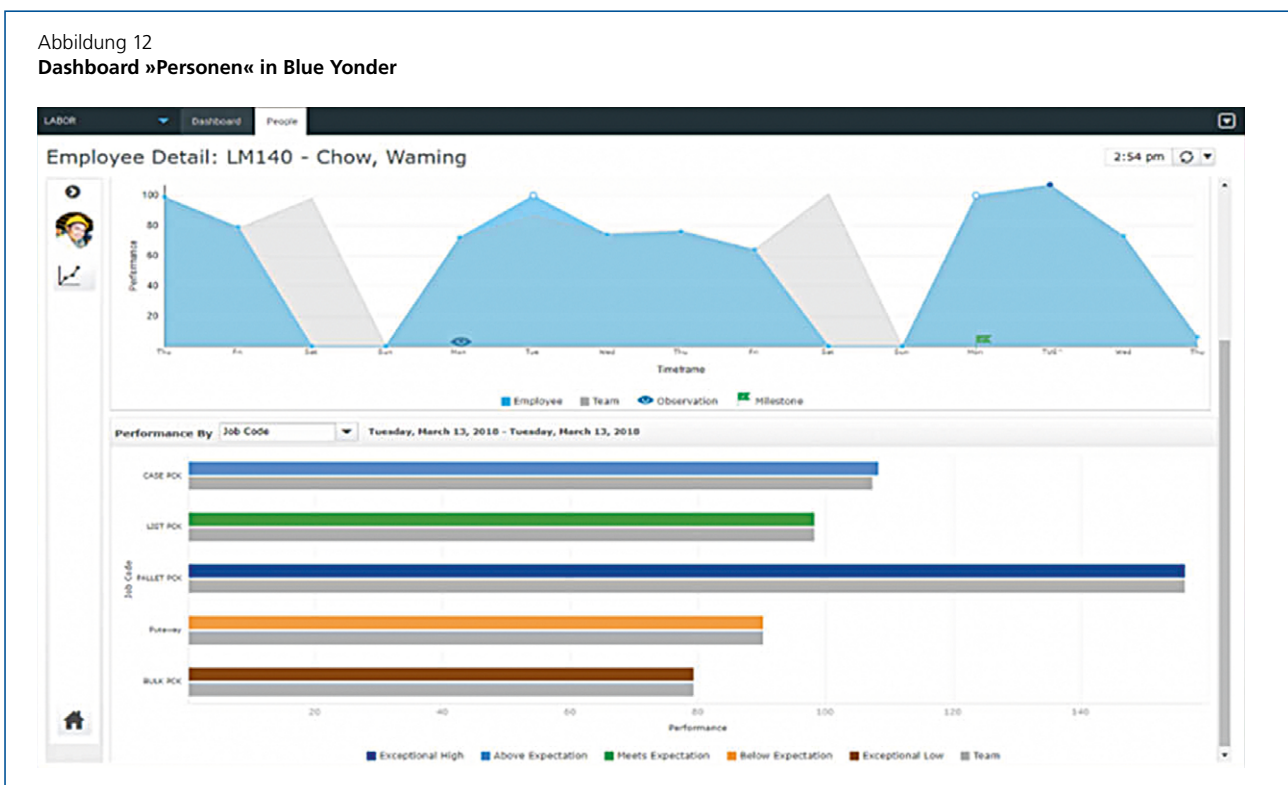 Abbildung 12
Dashboard »Personen« in Blue Yonder
LABOR Dashboard People
Employee Detail: LM140 - Chow, Waming
2:54 pm
100
80
60
40
20
Performance
Thu Fri Sat Sun Mon Tue Wed Thu Fri Sat Sun Mon TUE Wed Thu
Timeframe
Employee Team Observation Milestone
Performance By Job Code Tuesday, March 13, 2018 - Tuesday, March 13, 2018
CASE PCK
LIST PCK
PALLET PCK
Putaway
BULK PCK
Job Code
20 40 60 80 100 120 140
Performance
Exceptional High Above Expectation Meets Expectation Below Expectation Exceptional Low Team